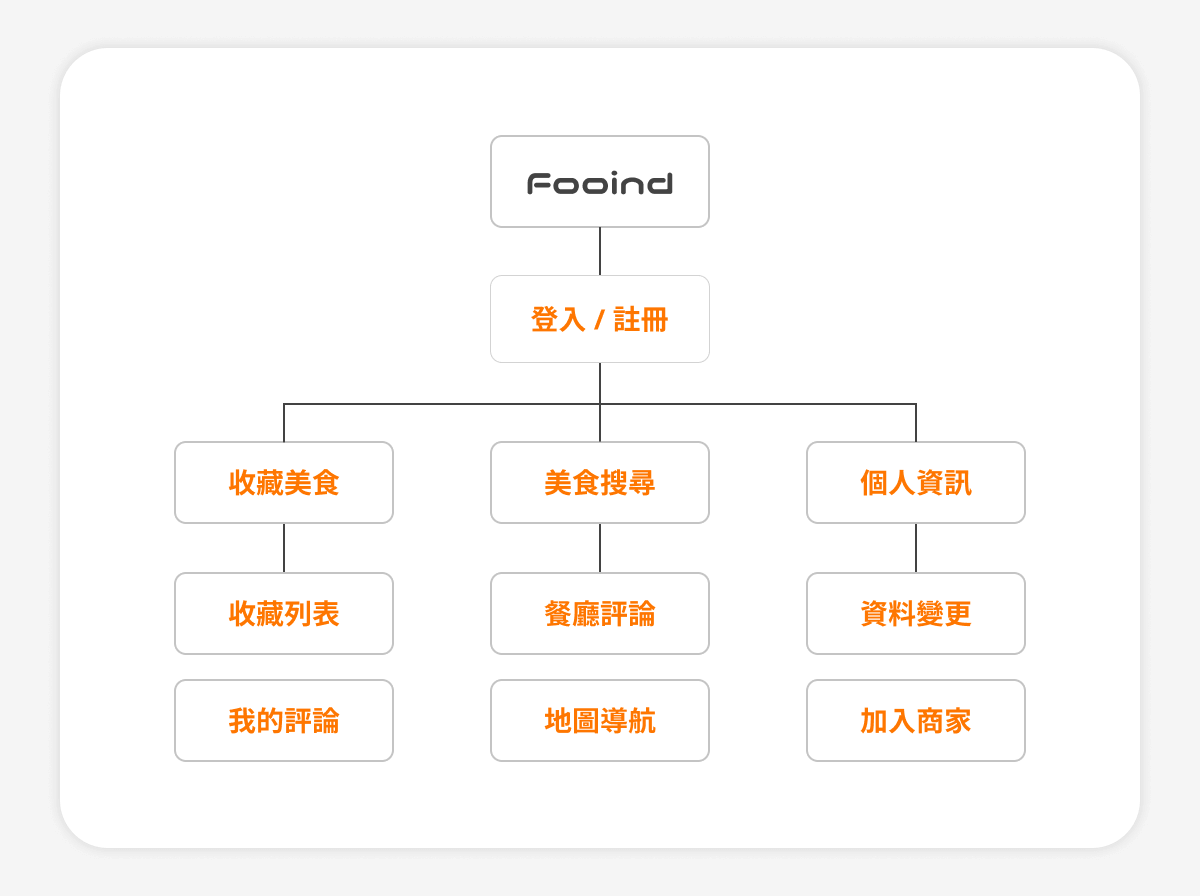 Fooind
登入 / 註冊
收藏美食
美食搜尋
個人資訊
收藏列表
餐廳評論
資料變更
我的評論
地圖導航
加入商家